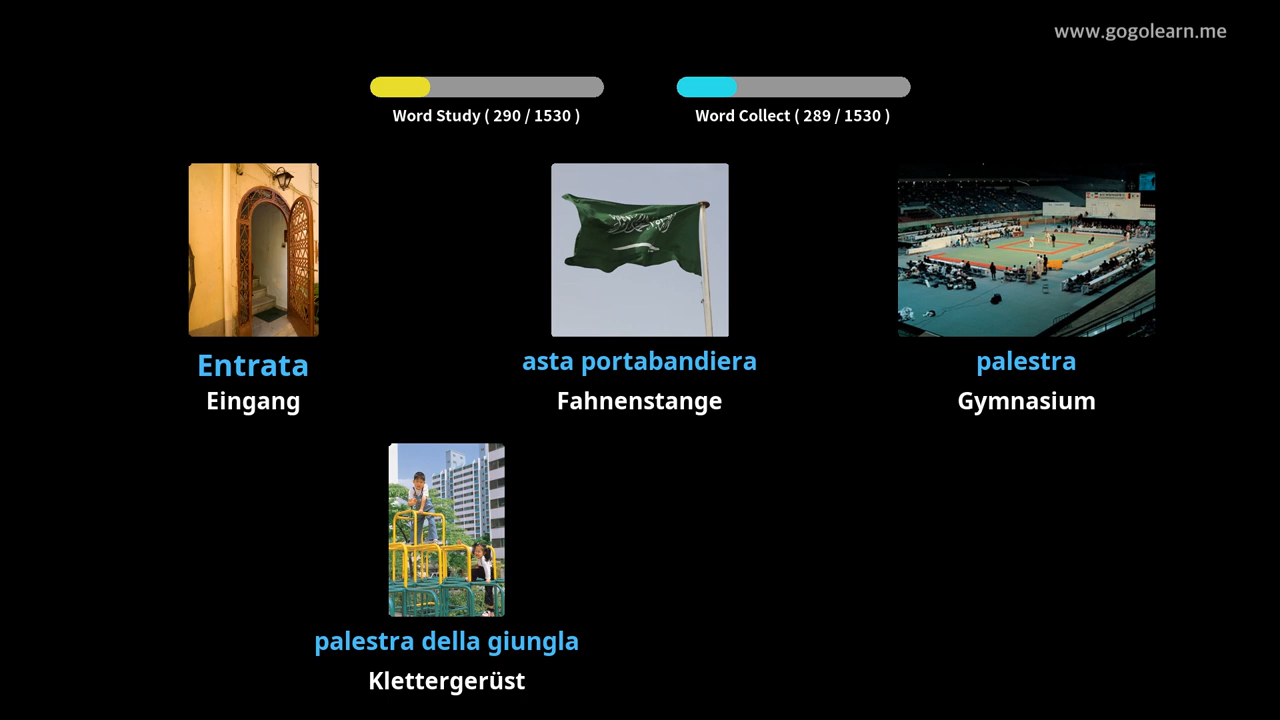 www.gogolearn.me
Word Study ( 290 / 1530 )
Word Collect ( 289 / 1530 )
Entrata
Eingang
asta portabandiera
Fahnenstange
palestra
Gymnasium
palestra della giungla
Klettergerüst